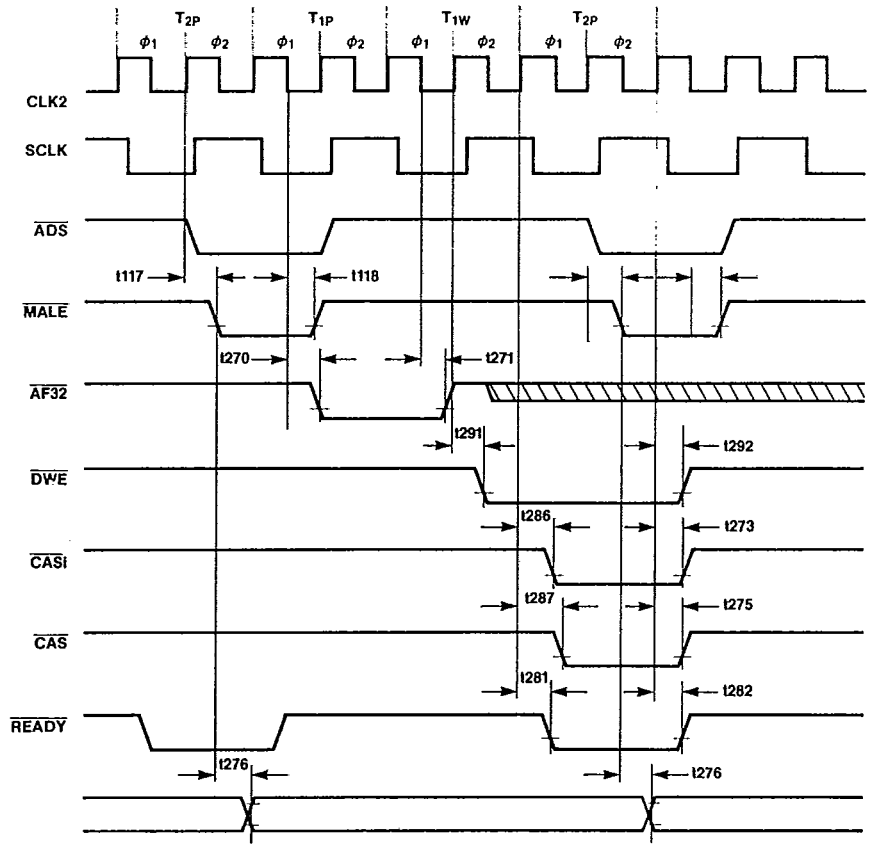 T2P T1P T1W T2P
ϕ1 ϕ2 ϕ1 ϕ2 ϕ1 ϕ2 ϕ1 ϕ2
CLK2
SCLK
ADS
t117 t118
MALE
t270 t271
AF32
t291 t292
DWE
t286 t273
CASI
t287 t275
CAS
t281 t282
READY
t276 t276